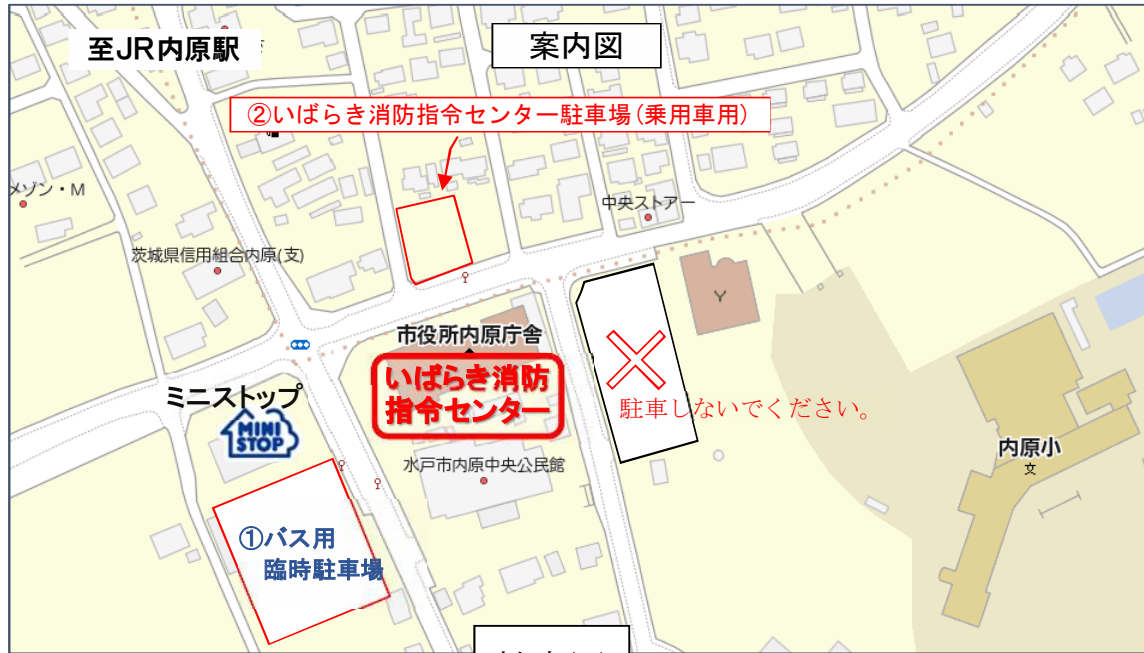 至JR内原駅
案内図
②いばらき消防指令センター駐車場(乗用車用)
メゾン・M
中央ストアー
茨城県信用組合内原(支)
市役所内原庁舎
いばらき消防
指令センター
ミニストップ
MINI
STOP
駐車しないでください。
水戸市内原中央公民館
内原小
文
①バス用
臨時駐車場